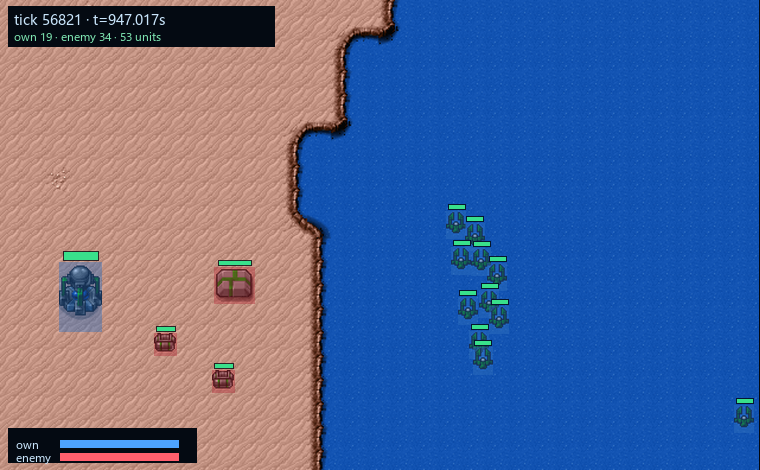 tick 56821 · t=947.017s
own 19 · enemy 34 · 53 units
own
enemy